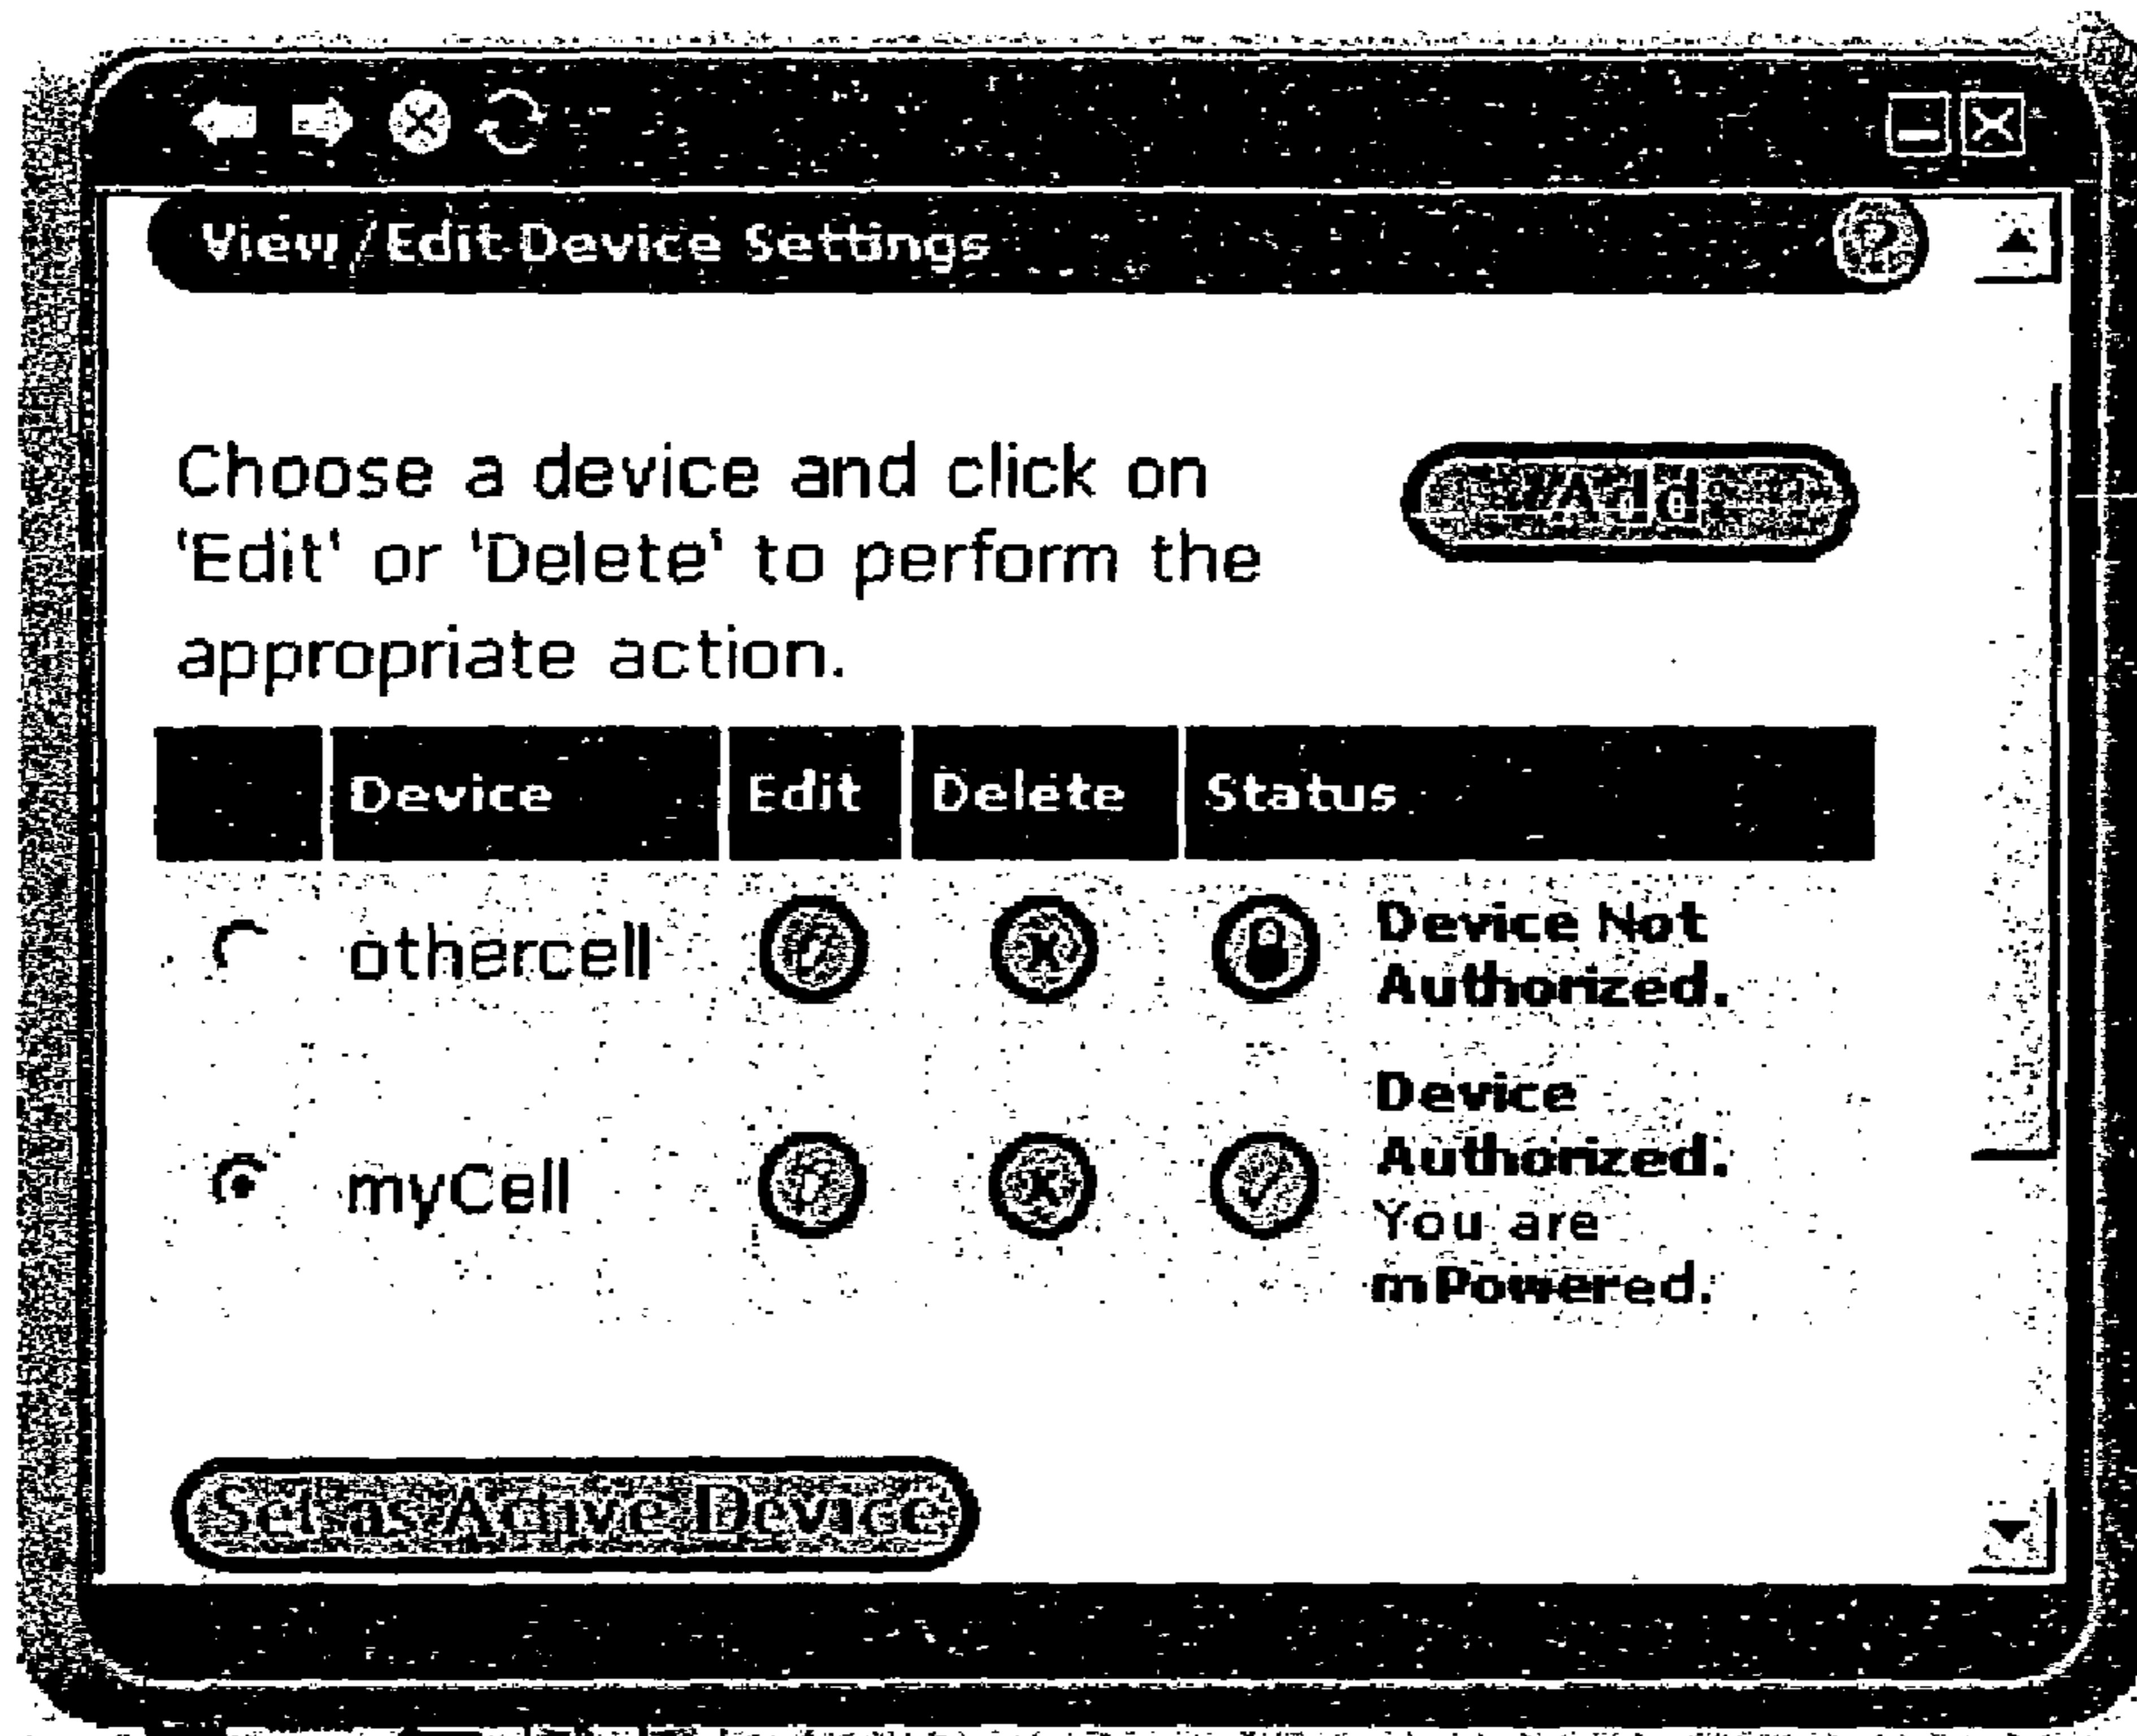 View/Edit Device Settings
?
Choose a device and click on
'Edit' or 'Delete' to perform the
appropriate action.
Add
Device Edit Delete Status
othercell Device Not
Authorized.
myCell Device
Authorized.
You are
mPowered.
Set as Active Device